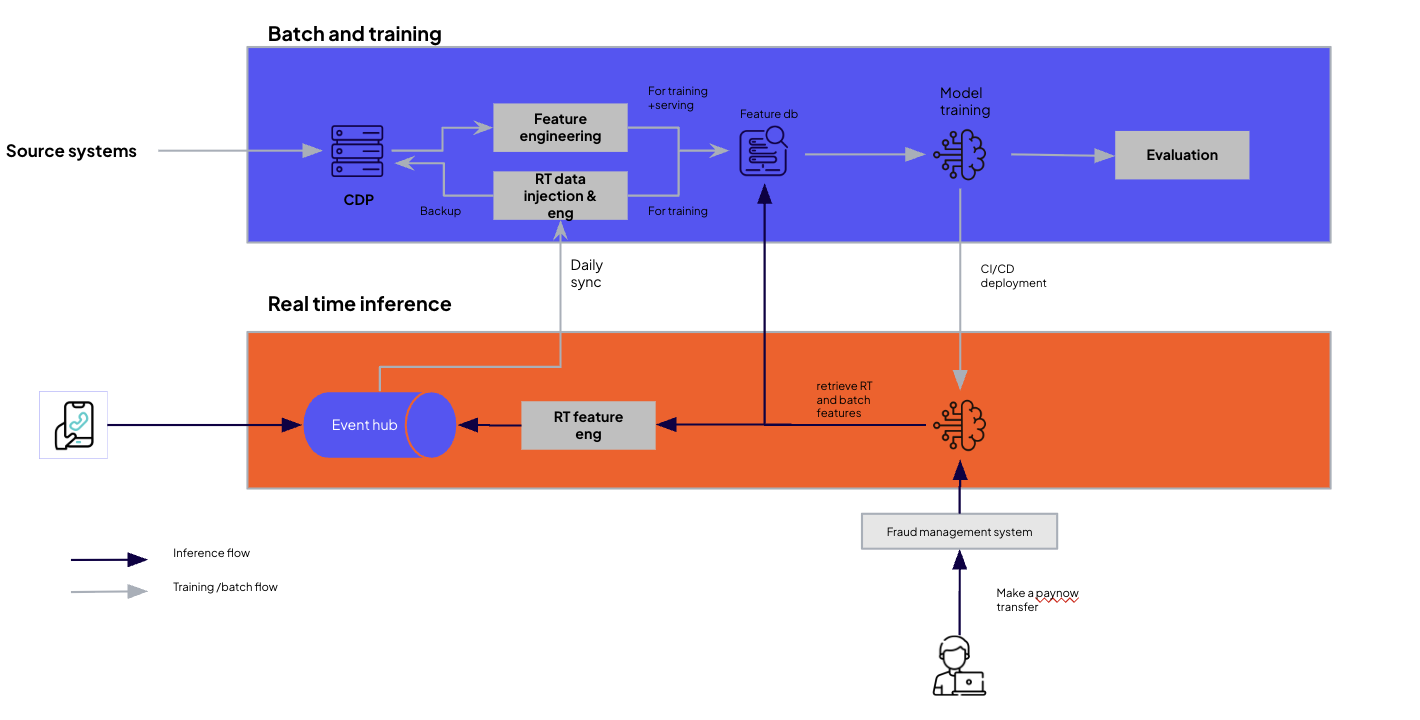 Batch and training
For training
+serving
Model
training
Feature db
Feature
engineering
Source systems
Evaluation
RT data
injection &
eng
CDP
Backup
For training
Daily
sync
CI/CD
deployment
Real time inference
retrieve RT
and batch
features
Event hub
RT feature
eng
Fraud management system
Inference flow
Training /batch flow
Make a paynow
transfer